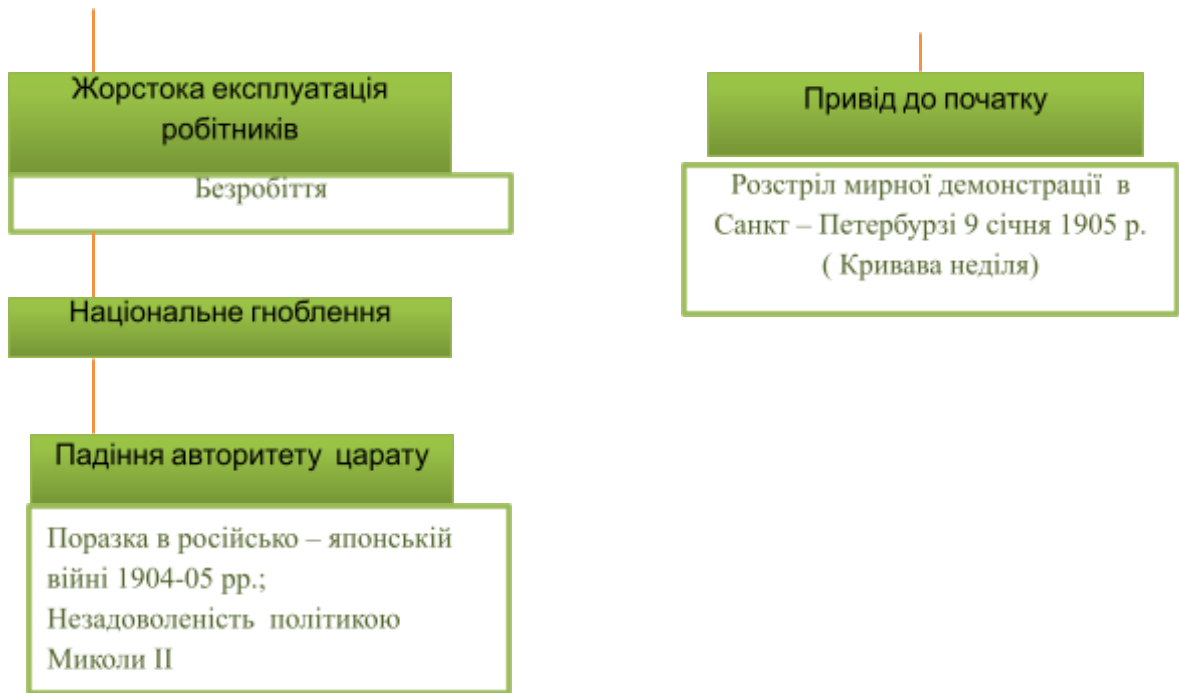 Жорстока експлуатація
робітників
Безробіття
Національне гноблення
Падіння авторитету царату
Поразка в російсько – японській
війні 1904-05 рр.;
Незадоволеність політикою
Миколи ІІ
Привід до початку
Розстріл мирної демонстрації в
Санкт – Петербурзі 9 січня 1905 р.
( Кривава неділя)